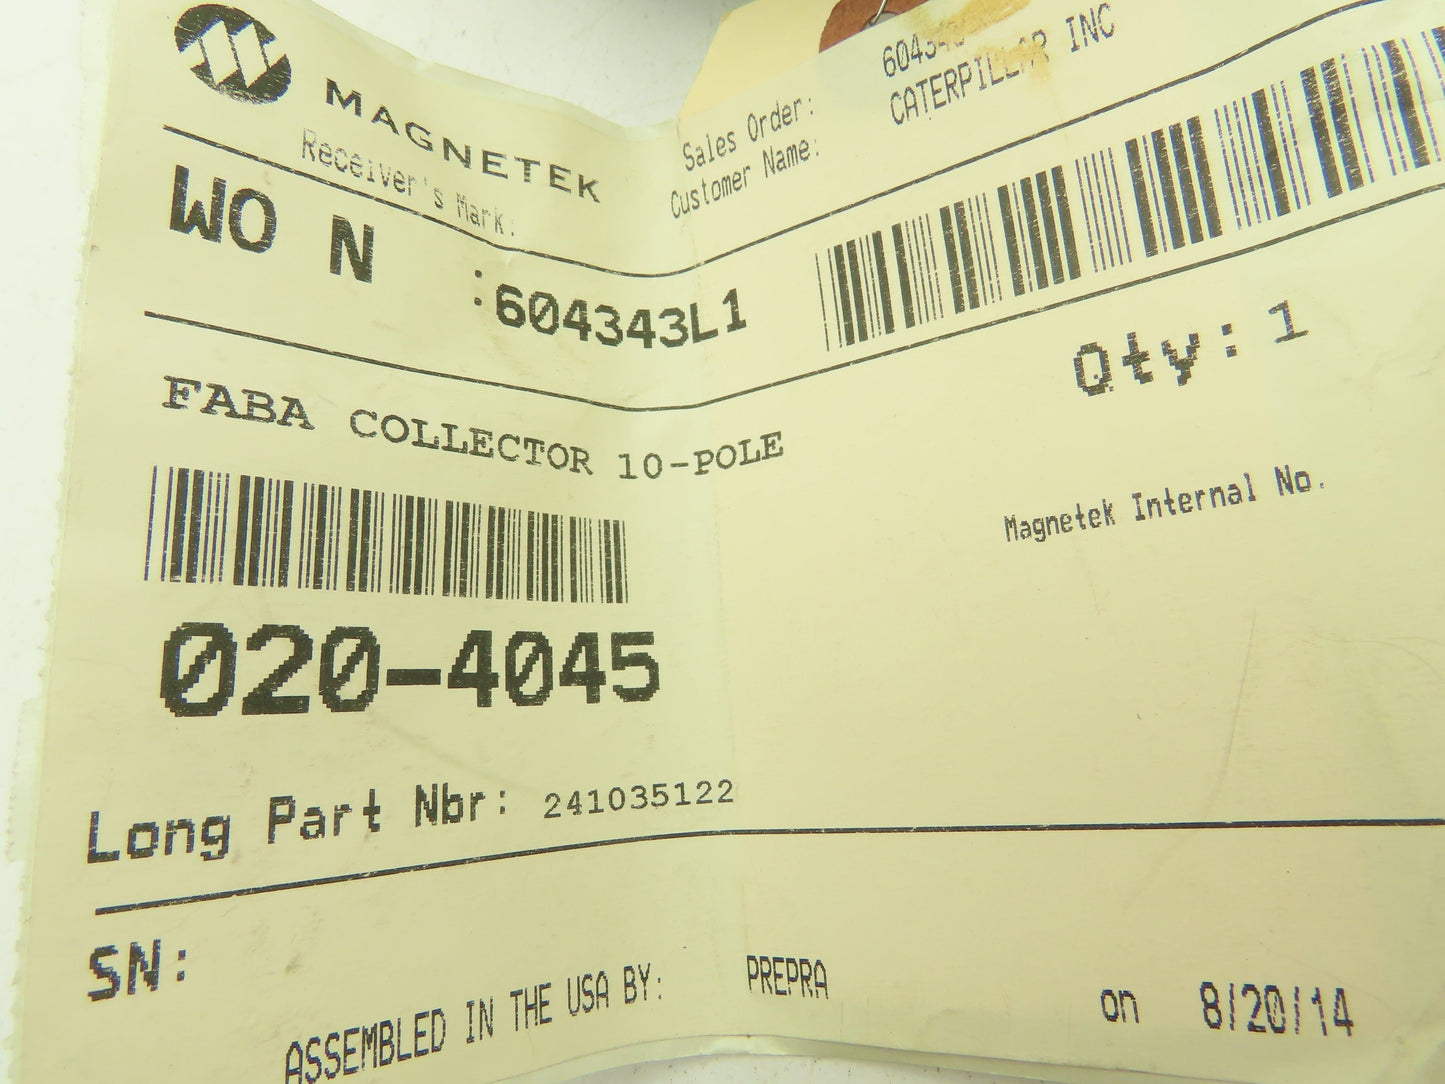 MAGNETEK
Receiver's Mark:
Sales Order:
Customer Name: CATERPILLAR INC
WO N :604343L1
FABA COLLECTOR 10-POLE
Qty: 1
Magnetek Internal No.
020-4045
Long Part Nbr: 241035122
SN:
ASSEMBLED IN THE USA BY: PREPRA on 8/20/14